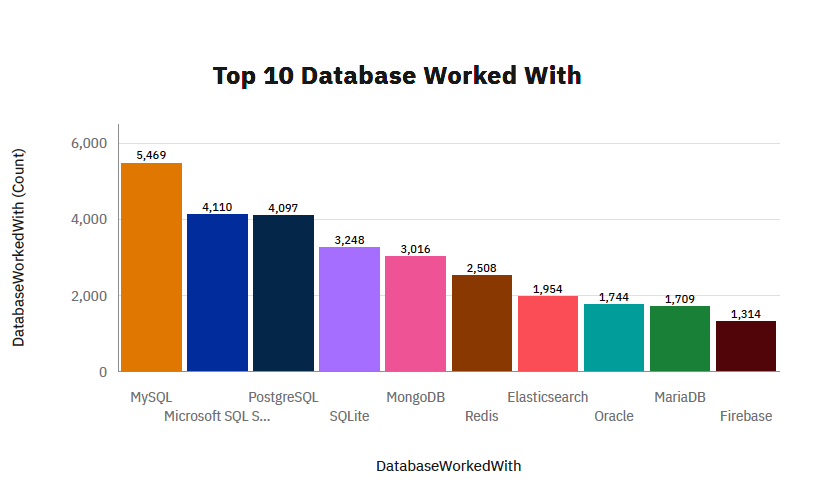 Top 10 Database Worked With
DatabaseWorkedWith (Count)
6,000
4,000
2,000
0
5,469
4,110
4,097
3,248
3,016
2,508
1,954
1,744
1,709
1,314
MySQL
Microsoft SQL S...
PostgreSQL
SQLite
MongoDB
Redis
Elasticsearch
Oracle
MariaDB
Firebase
DatabaseWorkedWith